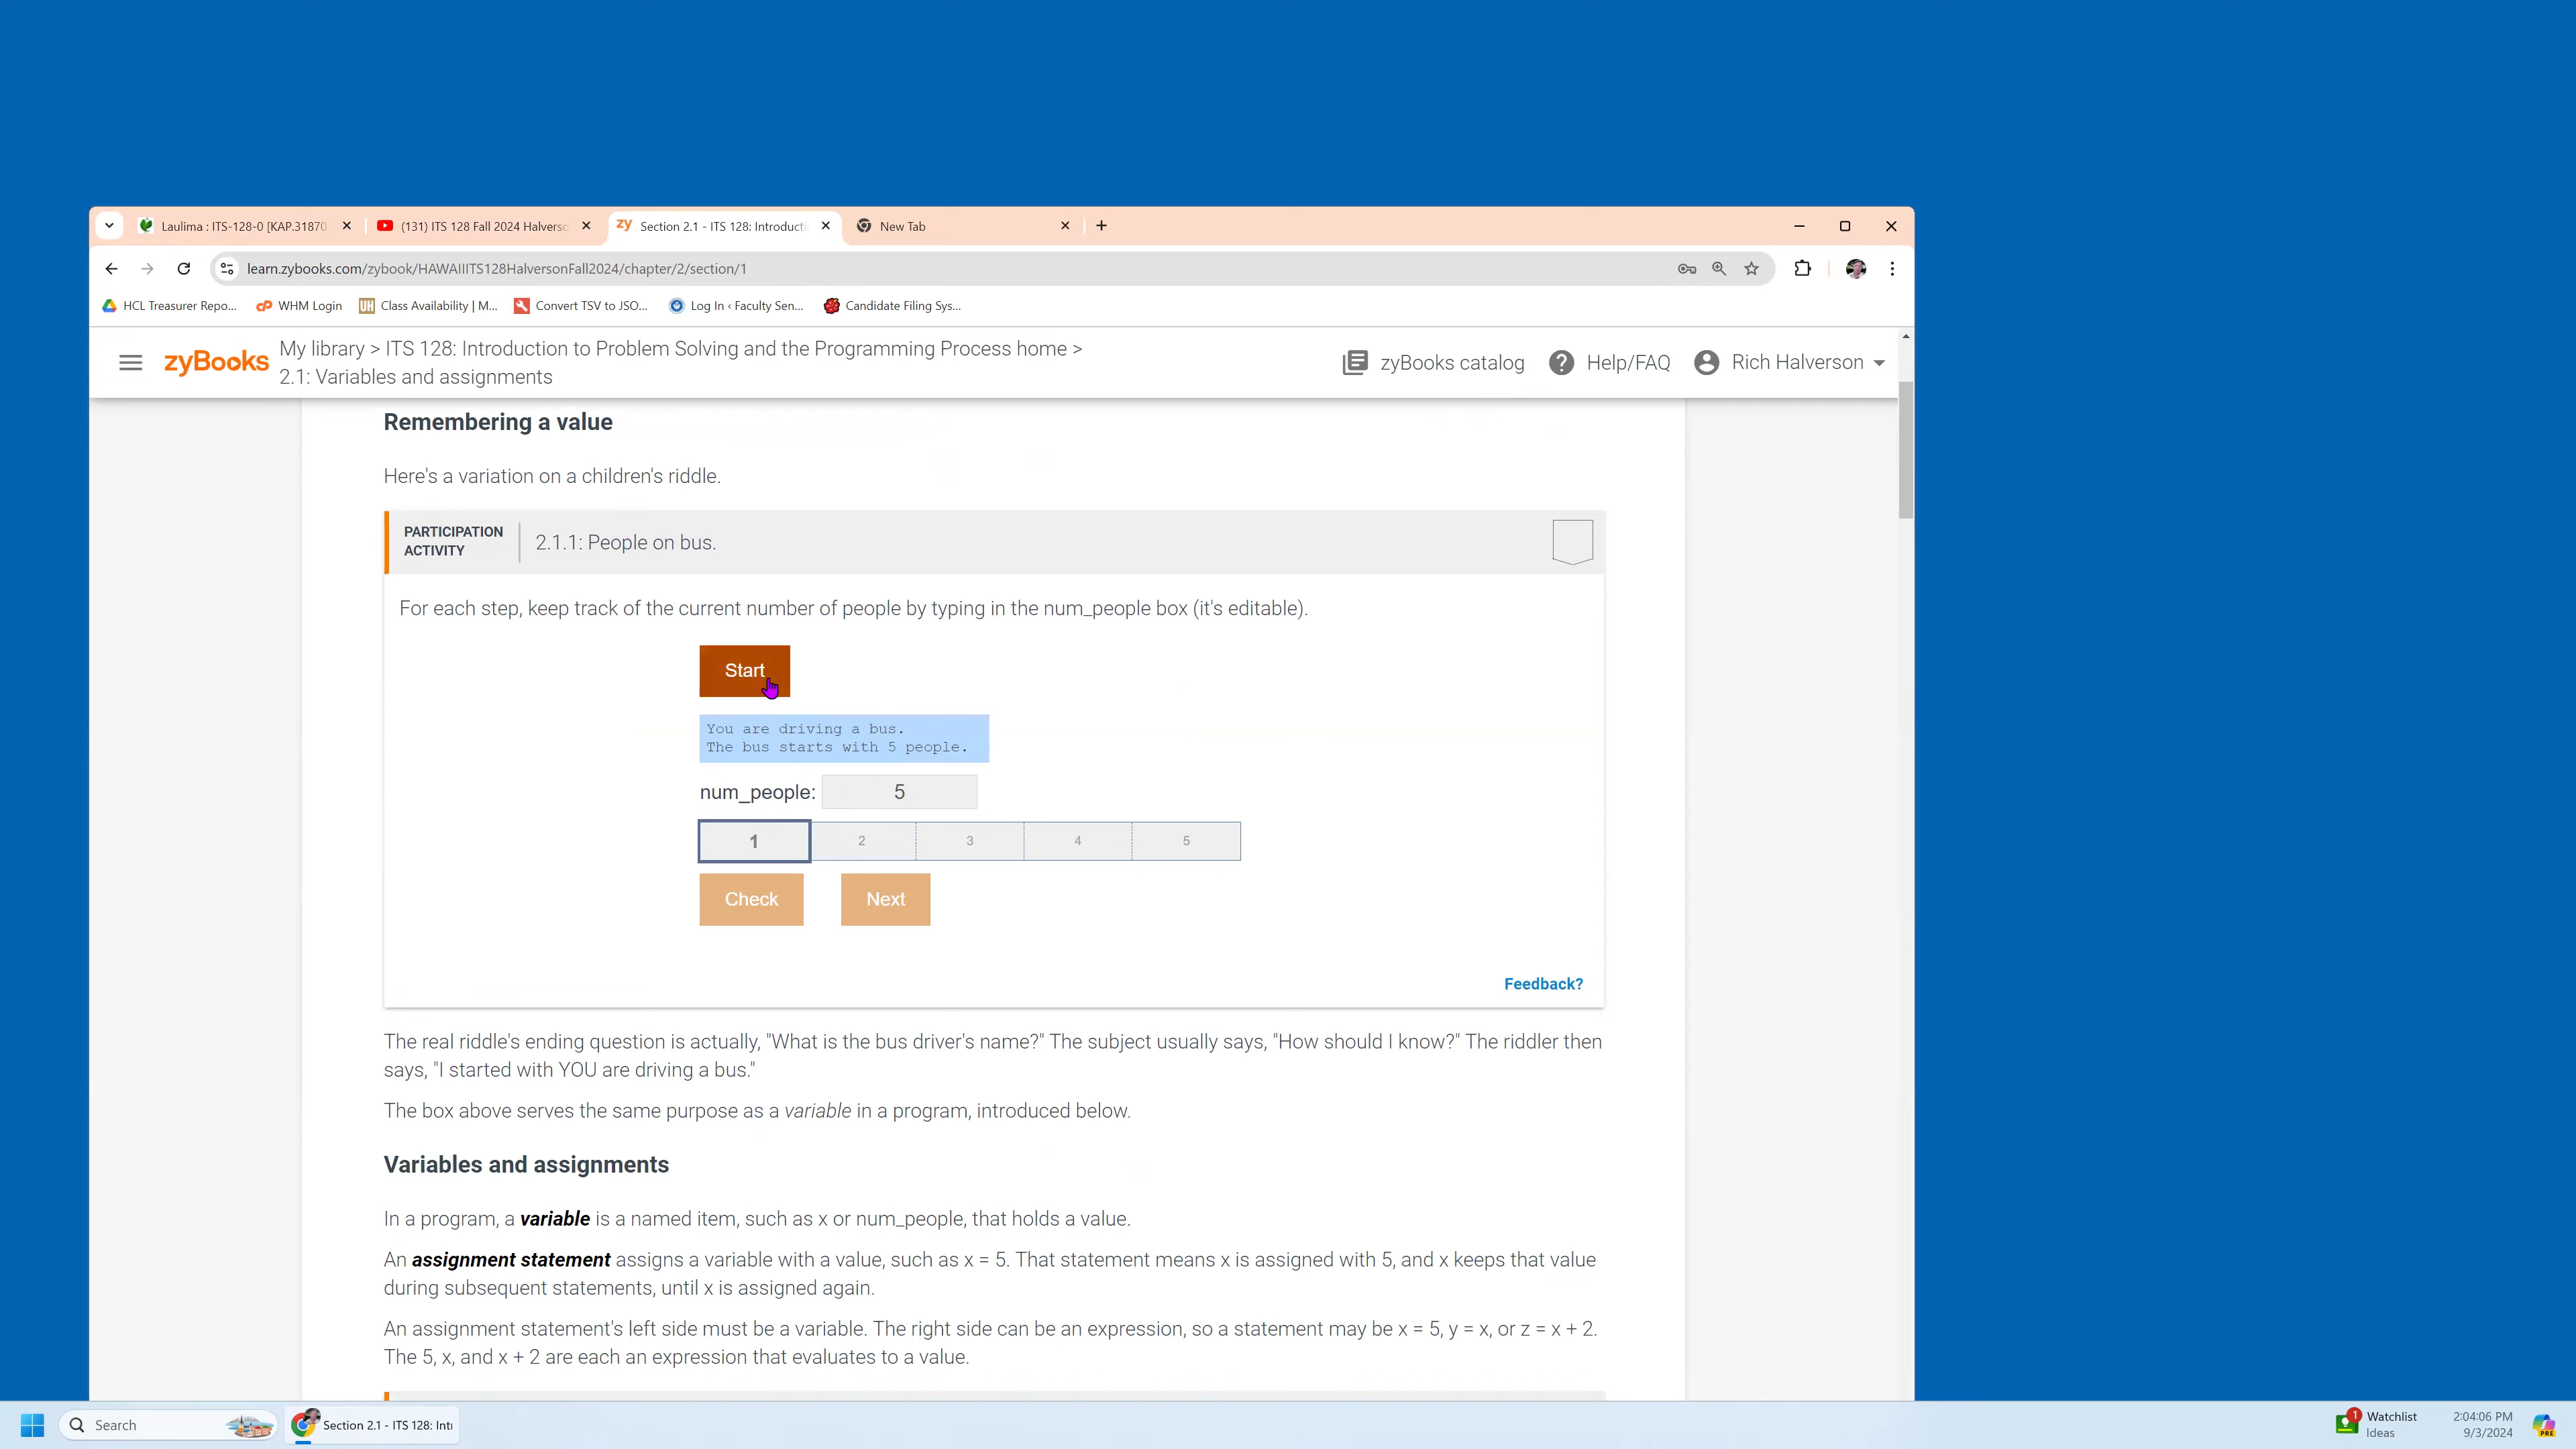 Laulima : ITS-128-0 [KAP.31870
(131) ITS 128 Fall 2024 Halverso
zy Section 2.1 - ITS 128: Introducti
New Tab
learn.zybooks.com/zybook/HAWAIIITS128HalversonFall2024/chapter/2/section/1
HCL Treasurer Repo...
WHM Login
Class Availability | M...
Convert TSV to JSO...
Log In ‹ Faculty Sen...
Candidate Filing Sys...
zyBooks
My library > ITS 128: Introduction to Problem Solving and the Programming Process home >
2.1: Variables and assignments
zyBooks catalog
Help/FAQ
Rich Halverson
Remembering a value
Here's a variation on a children's riddle.
PARTICIPATION
ACTIVITY
2.1.1: People on bus.
For each step, keep track of the current number of people by typing in the num_people box (it's editable).
Start
You are driving a bus.
The bus starts with 5 people.
num_people: 5
1 2 3 4 5
Check Next
Feedback?
The real riddle's ending question is actually, "What is the bus driver's name?" The subject usually says, "How should I know?" The riddler then
says, "I started with YOU are driving a bus."
The box above serves the same purpose as a variable in a program, introduced below.
Variables and assignments
In a program, a variable is a named item, such as x or num_people, that holds a value.
An assignment statement assigns a variable with a value, such as x = 5. That statement means x is assigned with 5, and x keeps that value
during subsequent statements, until x is assigned again.
An assignment statement's left side must be a variable. The right side can be an expression, so a statement may be x = 5, y = x, or z = x + 2.
The 5, x, and x + 2 are each an expression that evaluates to a value.
Search
Section 2.1 - ITS 128: Int
1
Watchlist
Ideas
2:04:06 PM
9/3/2024
PRE